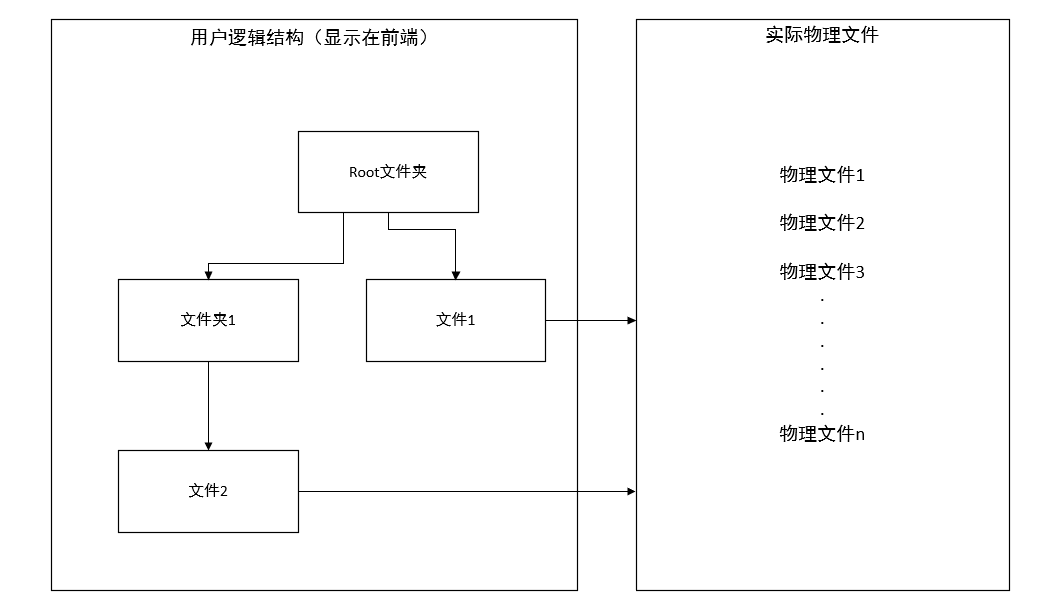 用户逻辑结构（显示在前端）
Root文件夹
文件夹1
文件1
文件2
实际物理文件
物理文件1
物理文件2
物理文件3
.
.
.
.
.
.
物理文件n